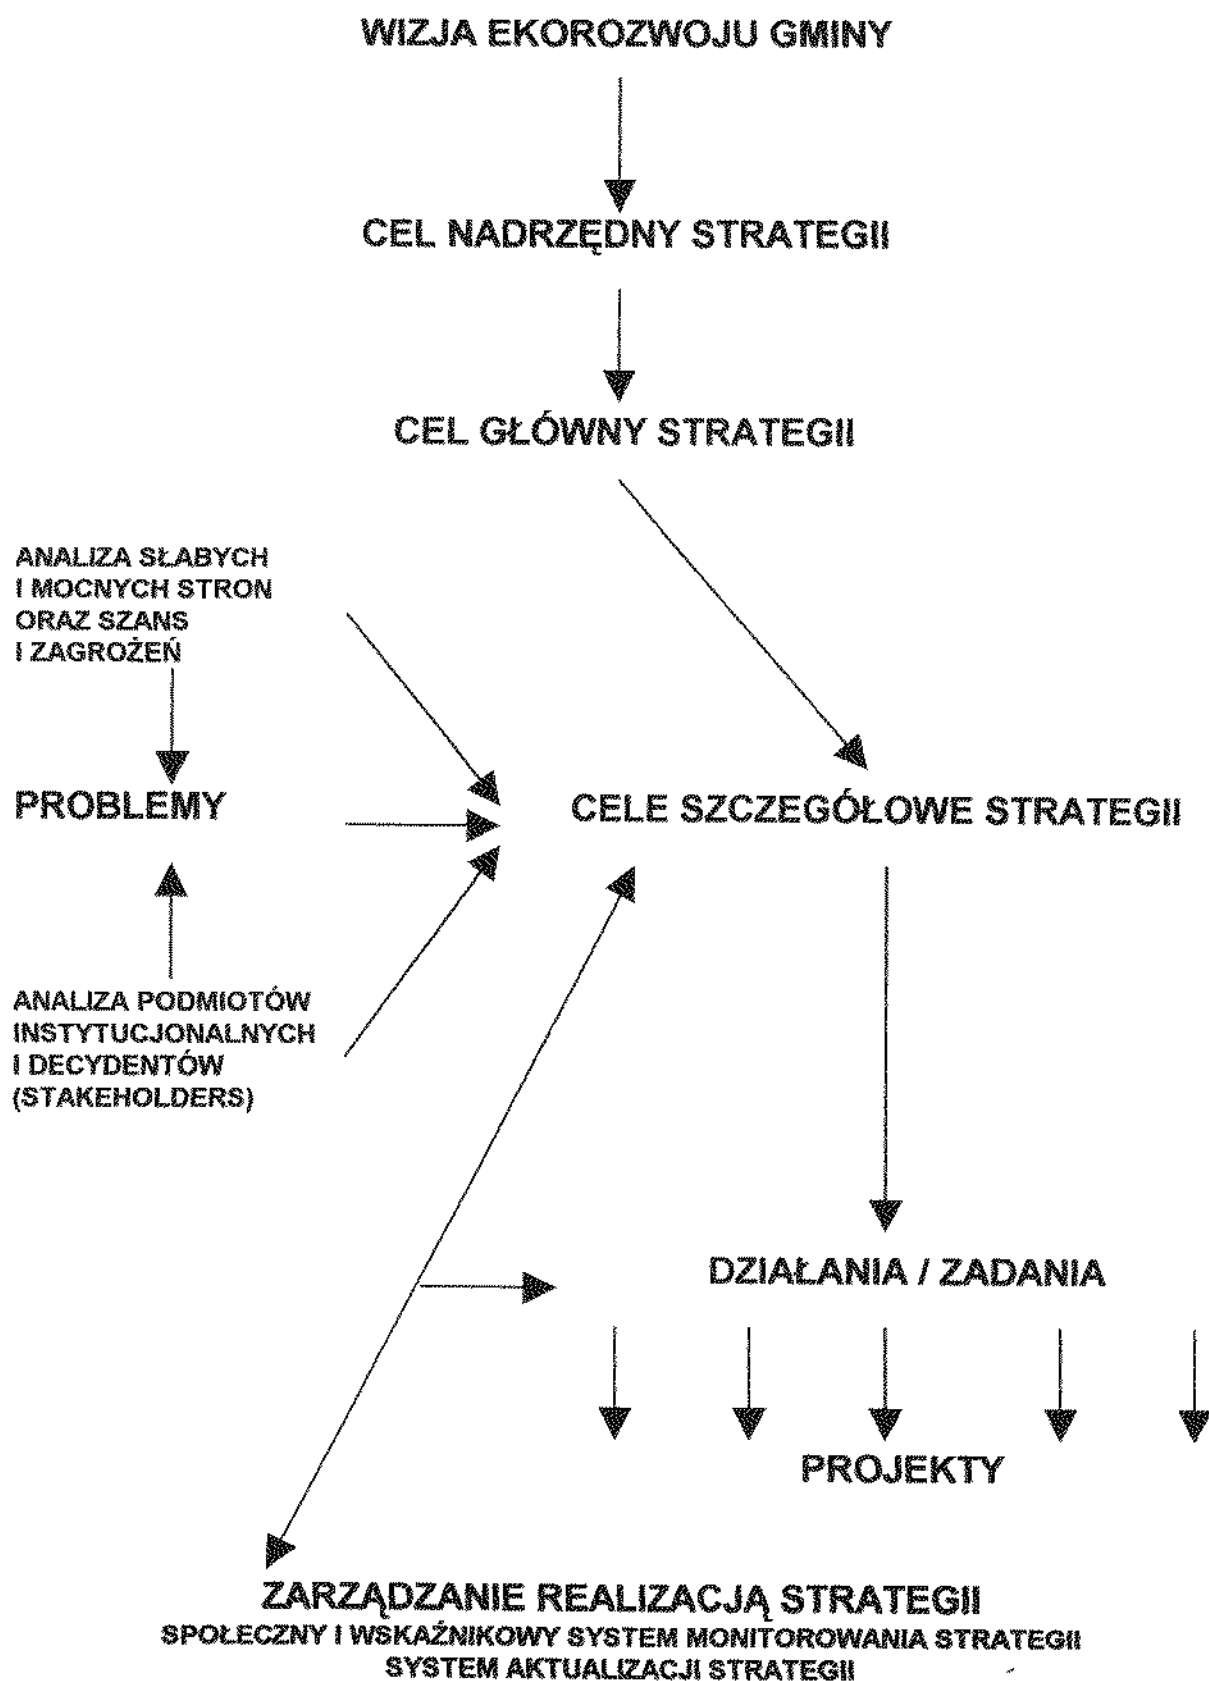 WIZJA EKOROZWOJU GMINY
CEL NADRZĘDNY STRATEGII
CEL GŁÓWNY STRATEGII
ANALIZA SŁABYCH
I MOCNYCH STRON
ORAZ SZANS
I ZAGROŻEŃ
PROBLEMY
CELE SZCZEGÓŁOWE STRATEGII
ANALIZA PODMIOTÓW
INSTYTUCJONALNYCH
I DECYDENTÓW
(STAKEHOLDERS)
DZIAŁANIA / ZADANIA
PROJEKTY
ZARZĄDZANIE REALIZACJĄ STRATEGII
SPOŁECZNY I WSKAŹNIKOWY SYSTEM MONITOROWANIA STRATEGII
SYSTEM AKTUALIZACJI STRATEGII